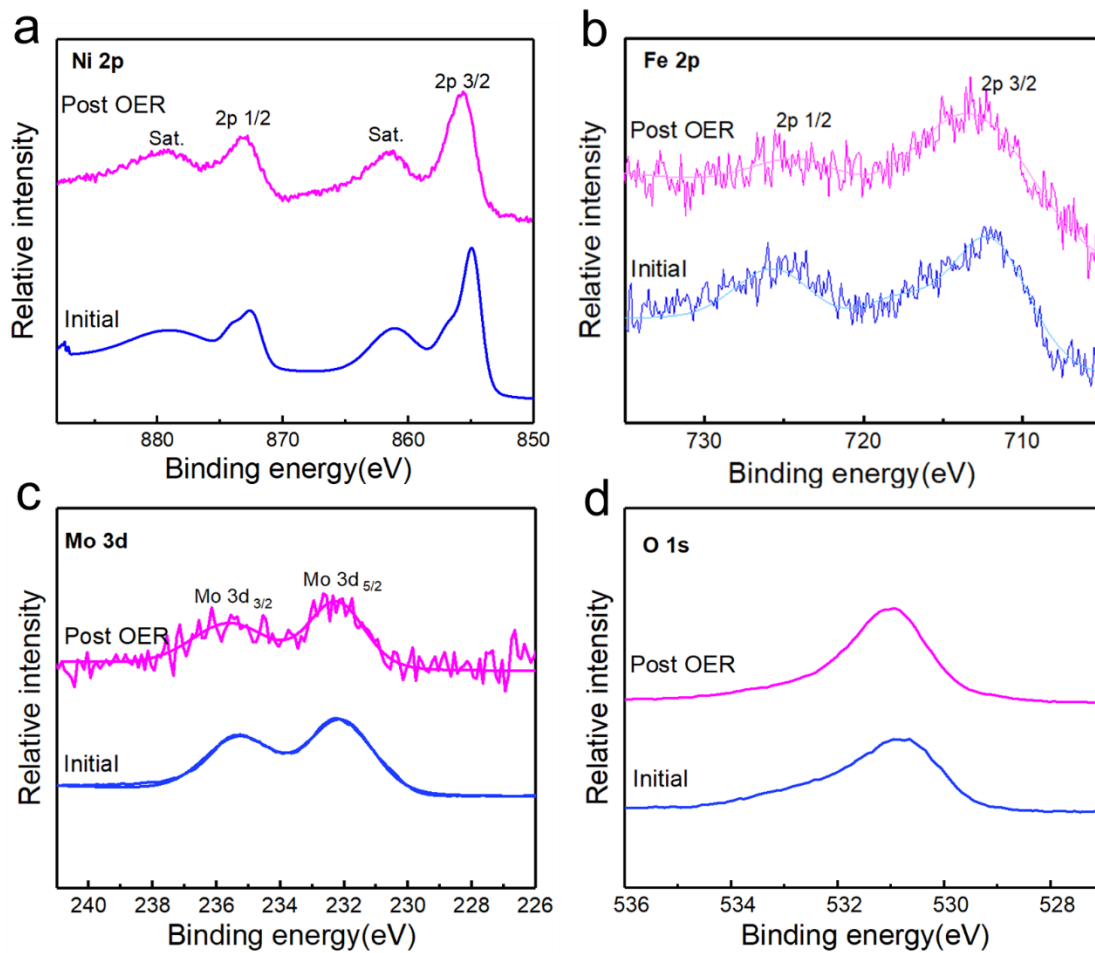 a
Ni 2p
Post OER
Sat.
2p 1/2
Sat.
2p 3/2
Initial
Relative intensity
880 870 860 850
Binding energy(eV)
b
Fe 2p
2p 3/2
Post OER
2p 1/2
Initial
Relative intensity
730 720 710
Binding energy(eV)
c
Mo 3d
Mo 3d 3/2
Mo 3d 5/2
Post OER
Initial
Relative intensity
240 238 236 234 232 230 228 226
Binding energy(eV)
d
O 1s
Post OER
Initial
Relative intensity
536 534 532 530 528
Binding energy(eV)